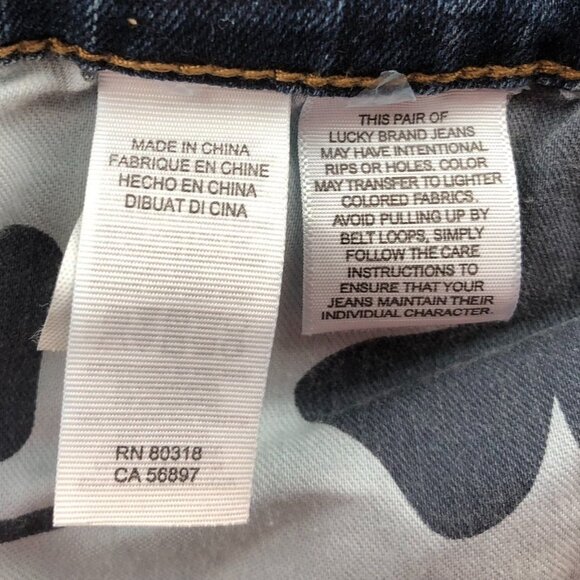 MADE IN CHINA
FABRIQUE EN CHINE
HECHO EN CHINA
DIBUAT DI CINA
RN 80318
CA 56897
THIS PAIR OF
LUCKY BRAND JEANS
MAY HAVE INTENTIONAL
RIPS OR HOLES. COLOR
MAY TRANSFER TO LIGHTER
COLORED FABRICS.
AVOID PULLING UP BY
BELT LOOPS, SIMPLY
FOLLOW THE CARE
INSTRUCTIONS TO
ENSURE THAT YOUR
JEANS MAINTAIN THEIR
INDIVIDUAL CHARACTER.